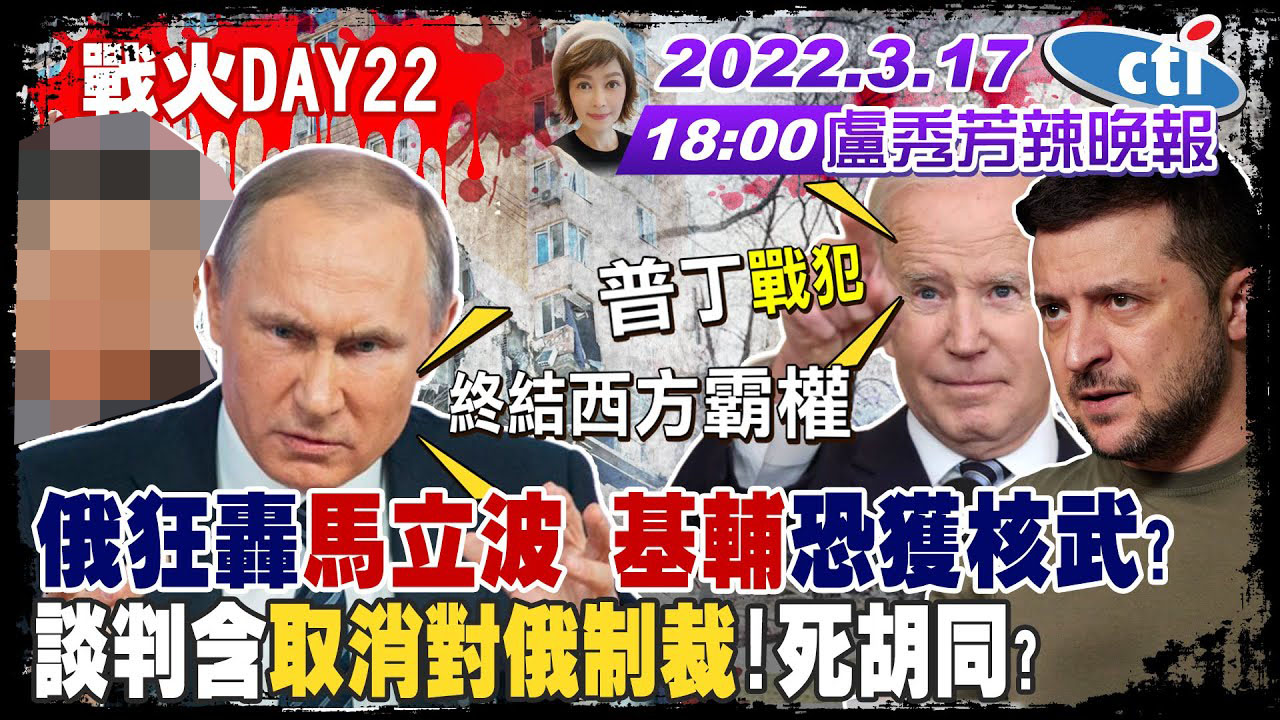 戰火DAY22
2022.3.17
cti
18:00盧秀芳辣晚報
普丁戰犯
終結西方霸權
俄狂轟馬立波 基輔恐獲核武?
談判含取消對俄制裁!死胡同?